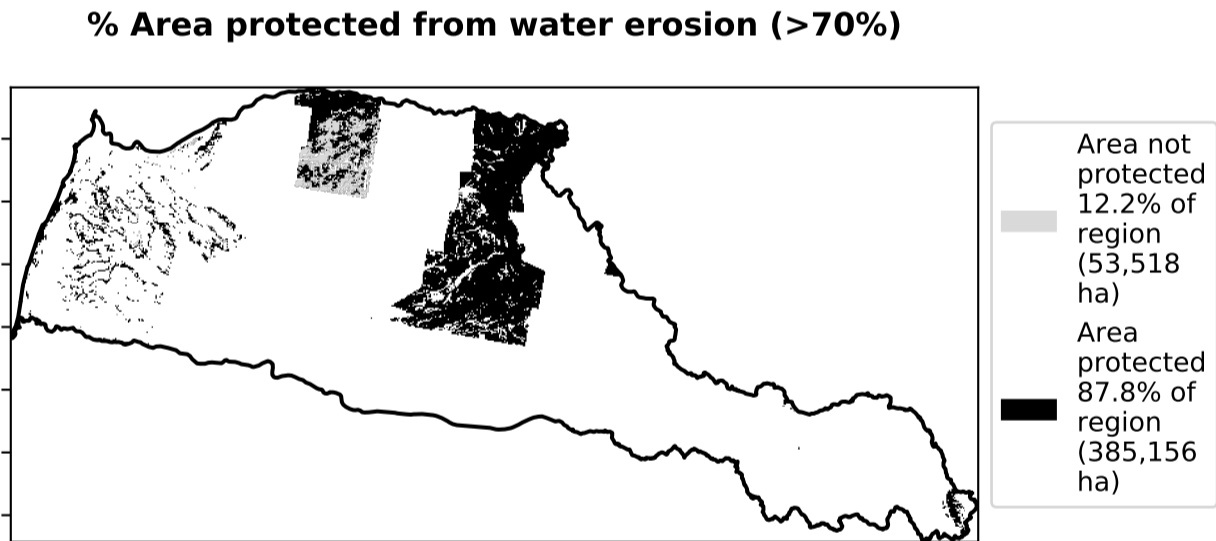 % Area protected from water erosion (>70%)
Area not
protected
12.2% of
region
(53,518
ha)
Area
protected
87.8% of
region
(385,156
ha)